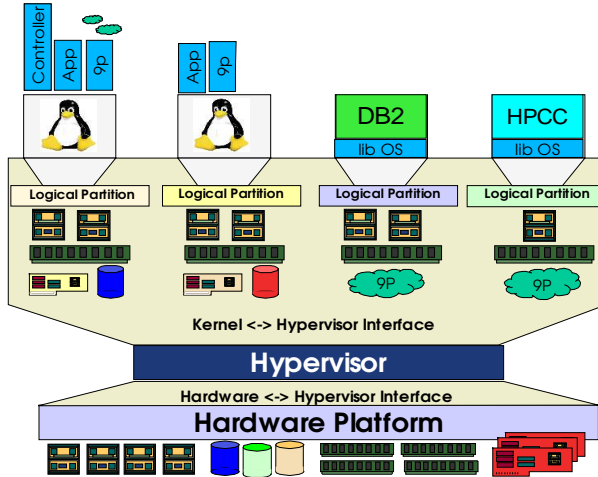 Controller
App
9p
App
9p
DB2
HPCC
lib OS
lib OS
Logical Partition
Logical Partition
Logical Partition
Logical Partition
9P
9P
Kernel <-> Hypervisor Interface
Hypervisor
Hardware <-> Hypervisor Interface
Hardware Platform